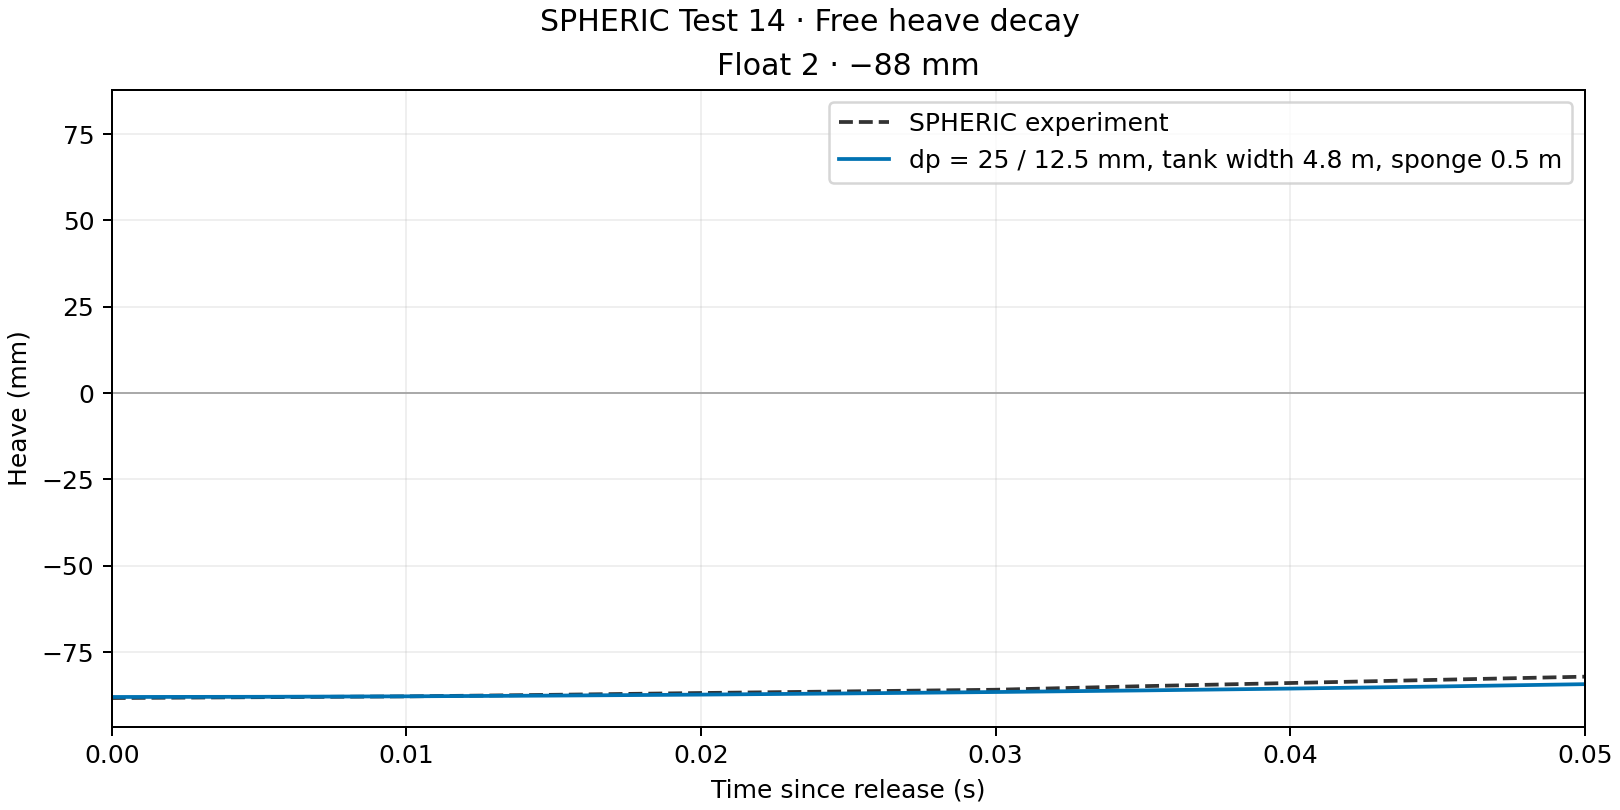 SPHERIC Test 14 · Free heave decay
Float 2 · −88 mm
SPHERIC experiment
dp = 25 / 12.5 mm, tank width 4.8 m, sponge 0.5 m
75
50
25
0
−25
−50
−75
Heave (mm)
0.00 0.01 0.02 0.03 0.04 0.05
Time since release (s)